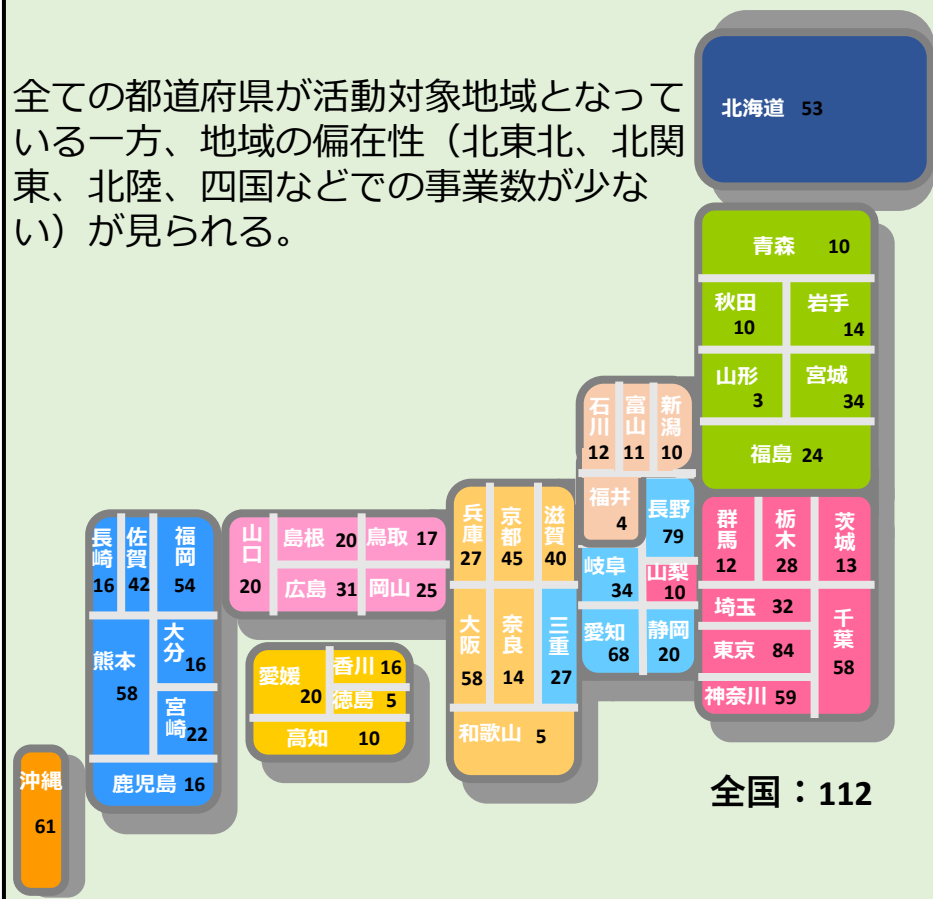 全ての都道府県が活動対象地域となって
いる一方、地域の偏在性（北東北、北関
東、北陸、四国などでの事業数が少な
い）が見られる。
北海道 53
青森 10
秋田 10
岩手 14
山形 3
宮城 34
福島 24
石川 12
富山 11
新潟 10
福井 4
長野 79
岐阜 34
山梨 10
愛知 68
静岡 20
群馬 12
栃木 28
茨城 13
埼玉 32
千葉 58
東京 84
神奈川 59
兵庫 27
京都 45
滋賀 40
大阪 58
奈良 14
三重 27
和歌山 5
山口 20
島根 20
鳥取 17
広島 31
岡山 25
愛媛 20
香川 16
徳島 5
高知 10
長崎 16
佐賀 42
福岡 54
熊本 58
大分 16
宮崎 22
鹿児島 16
沖縄 61
全国：112